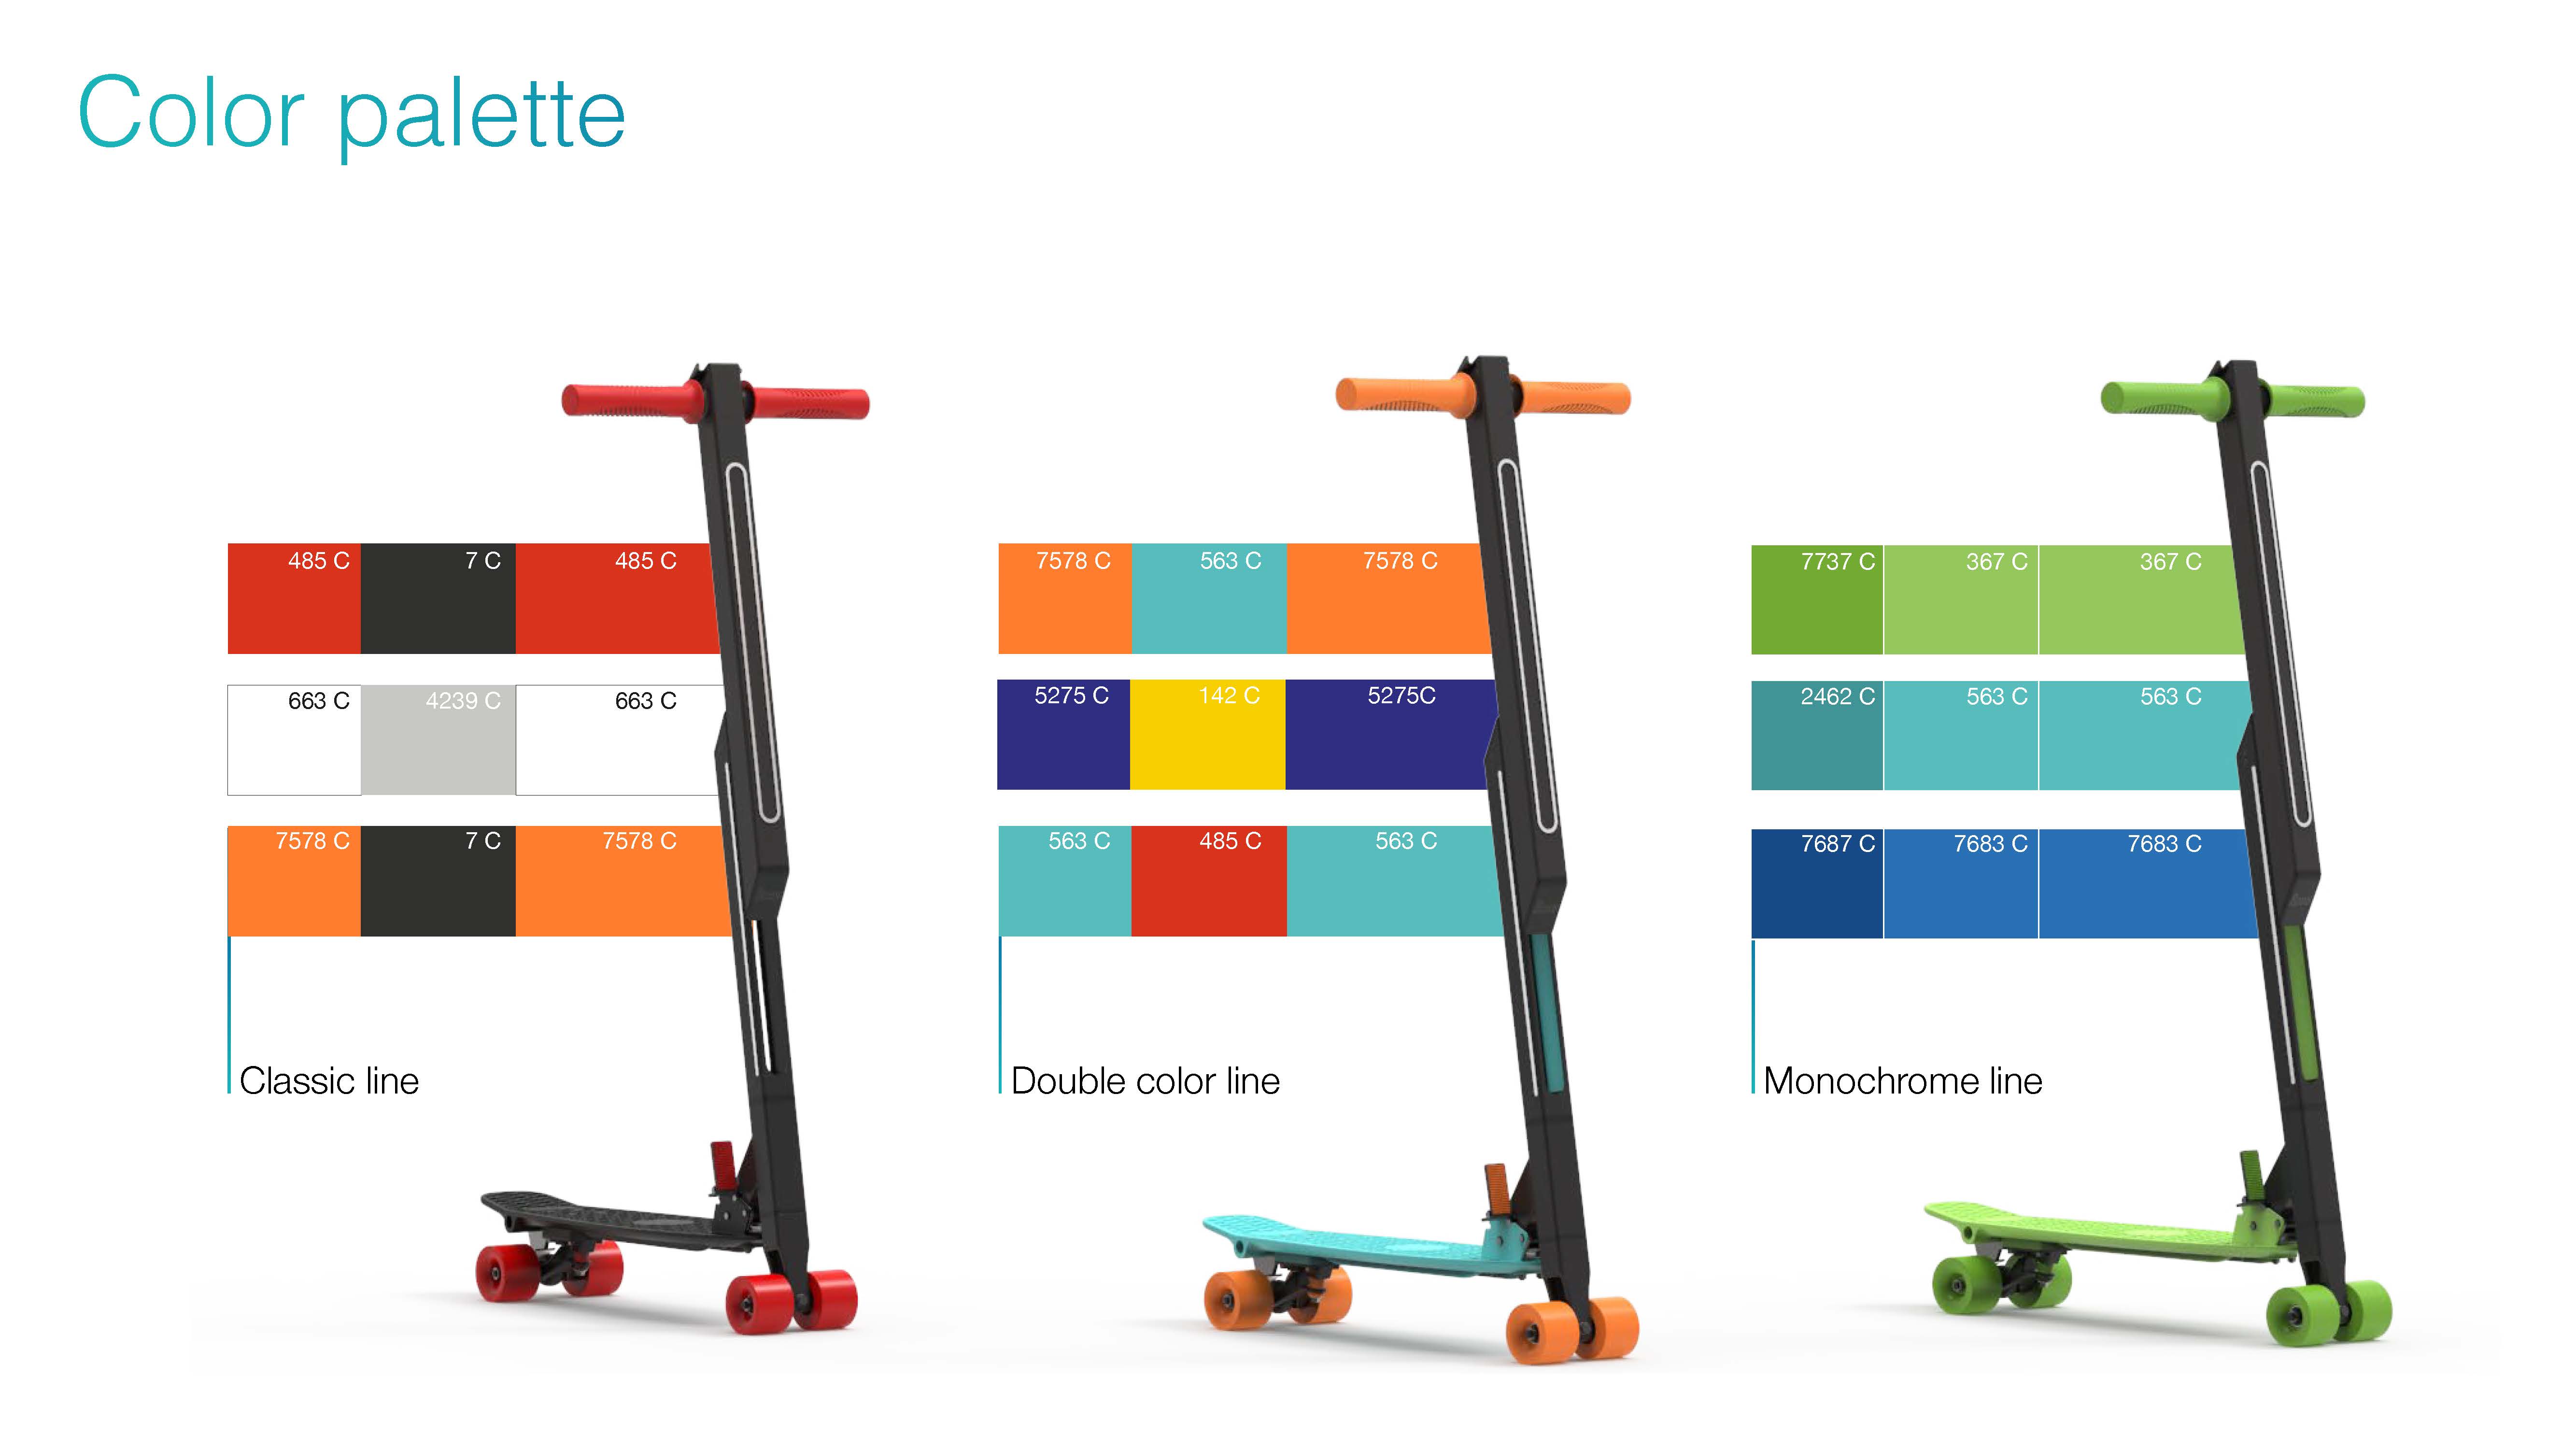 Color palette
485 C 7 C 485 C
663 C 4239 C 663 C
7578 C 7 C 7578 C
Classic line
7578 C 563 C 7578 C
5275 C 142 C 5275C
563 C 485 C 563 C
Double color line
7737 C 367 C 367 C
2462 C 563 C 563 C
7687 C 7683 C 7683 C
Monochrome line